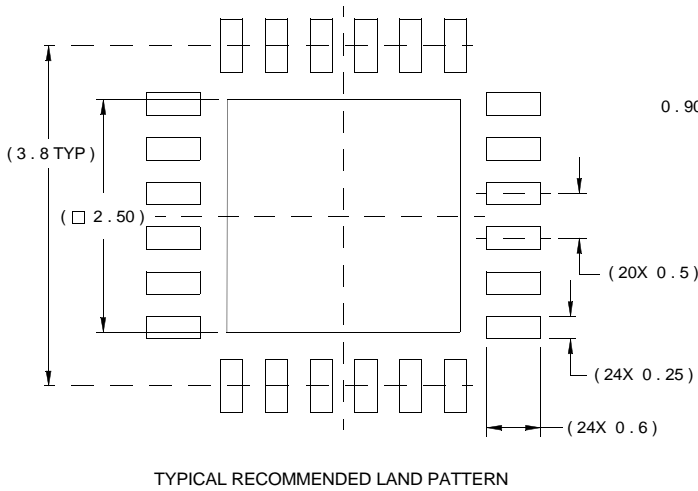 0.90
(3.8 TYP)
(□ 2.50)
(20X 0.5)
(24X 0.25)
(24X 0.6)
TYPICAL RECOMMENDED LAND PATTERN